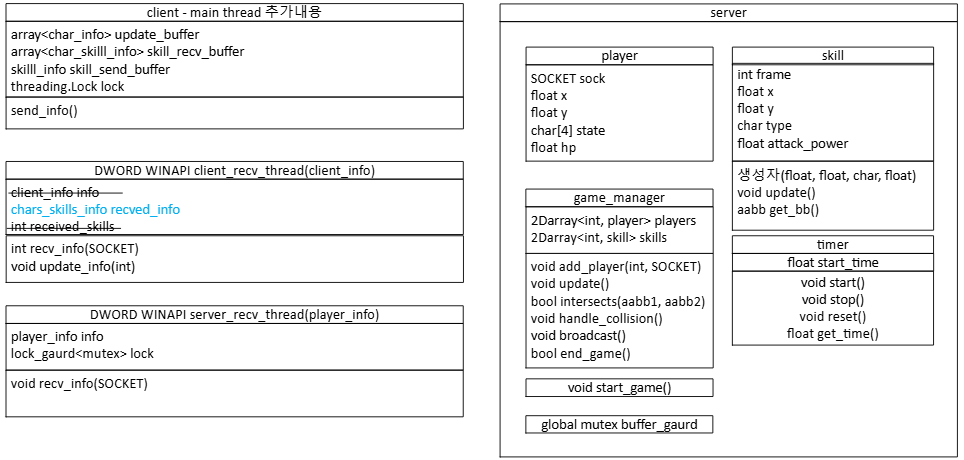 client - main thread 추가내용
array<char_info> update_buffer
array<char_skilll_info> skill_recv_buffer
skilll_info skill_send_buffer
threading.Lock lock
send_info()
DWORD WINAPI client_recv_thread(client_info)
client_info info
chars_skills_info recved_info
int received_skills
int recv_info(SOCKET)
void update_info(int)
DWORD WINAPI server_recv_thread(player_info)
player_info info
lock_gaurd<mutex> lock
void recv_info(SOCKET)
server
player
SOCKET sock
float x
float y
char[4] state
float hp
skill
int frame
float x
float y
char type
float attack_power
생성자(float, float, char, float)
void update()
aabb get_bb()
game_manager
2Darray<int, player> players
2Darray<int, skill> skills
void add_player(int, SOCKET)
void update()
bool intersects(aabb1, aabb2)
void handle_collision()
void broadcast()
bool end_game()
timer
float start_time
void start()
void stop()
void reset()
float get_time()
void start_game()
global mutex buffer_gaurd